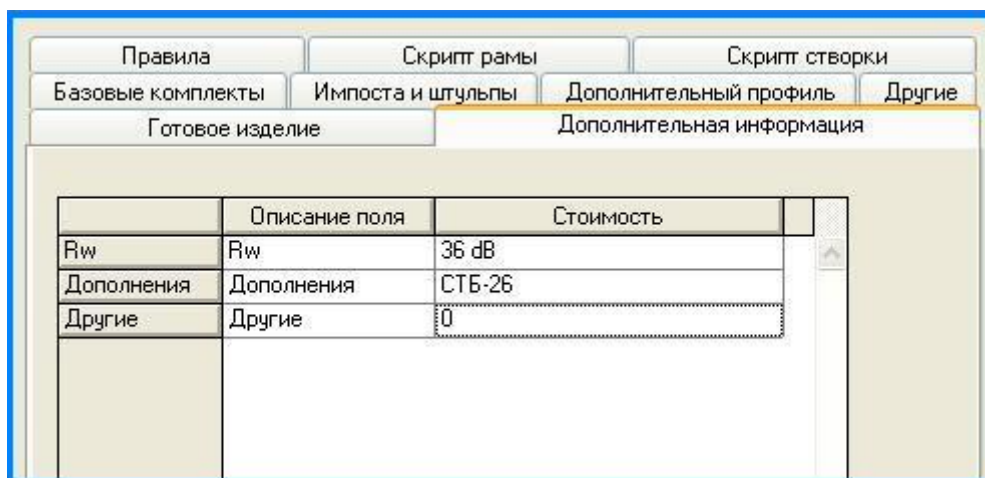 Правила Скрипт рамы Скрипт створки
Базовые комплекты Импоста и штульпы Дополнительный профиль Другие
Готовое изделие Дополнительная информация
Описание поля Стоимость
Rw Rw 36 dB
Дополнения Дополнения СТБ-26
Другие Другие 0